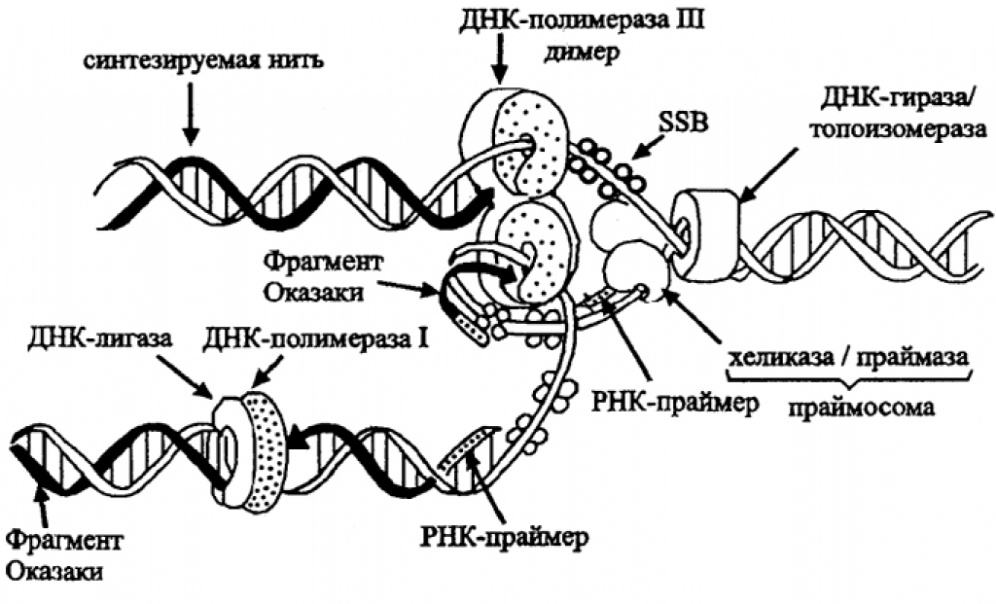 ДНК-полимераза III
димер
синтезируемая нить
ДНК-гираза/
топоизомераза
SSB
Фрагмент
Оказаки
ДНК-лигаза
ДНК-полимераза I
хеликаза / праймаза
праймосома
РНК-праймер
РНК-праймер
Фрагмент
Оказаки